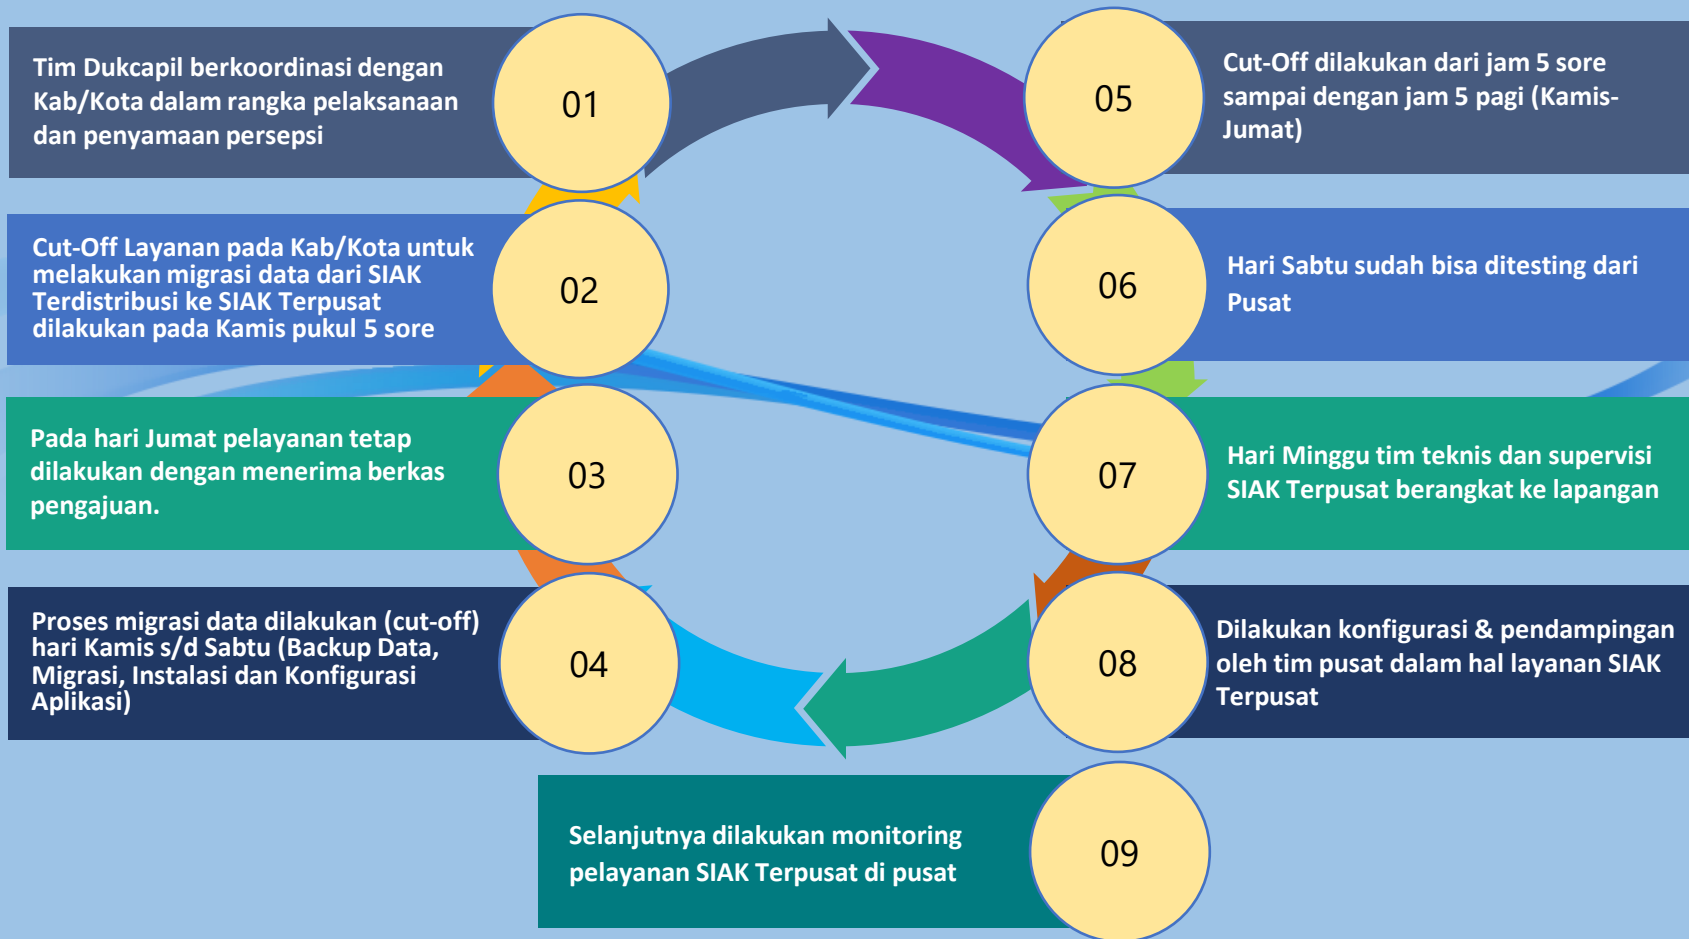 01
Tim Dukcapil berkoordinasi dengan
Kab/Kota dalam rangka pelaksanaan
dan penyamaan persepsi
02
Cut-Off Layanan pada Kab/Kota untuk
melakukan migrasi data dari SIAK
Terdistribusi ke SIAK Terpusat
dilakukan pada Kamis pukul 5 sore
03
Pada hari Jumat pelayanan tetap
dilakukan dengan menerima berkas
pengajuan.
04
Proses migrasi data dilakukan (cut-off)
hari Kamis s/d Sabtu (Backup Data,
Migrasi, Instalasi dan Konfigurasi
Aplikasi)
05
Cut-Off dilakukan dari jam 5 sore
sampai dengan jam 5 pagi (Kamis-
Jumat)
06
Hari Sabtu sudah bisa ditesting dari
Pusat
07
Hari Minggu tim teknis dan supervisi
SIAK Terpusat berangkat ke lapangan
08
Dilakukan konfigurasi & pendampingan
oleh tim pusat dalam hal layanan SIAK
Terpusat
09
Selanjutnya dilakukan monitoring
pelayanan SIAK Terpusat di pusat